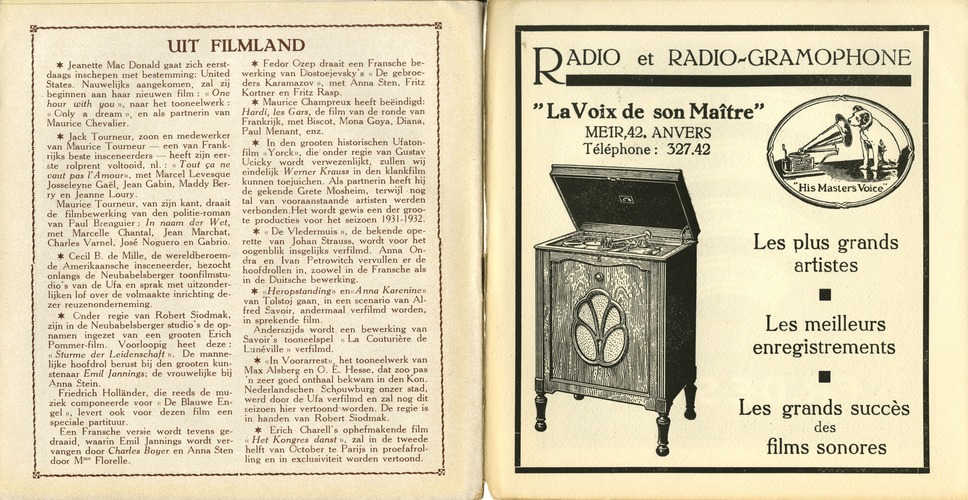 UIT FILMLAND
✶ Jeanette Mac Donald gaat zich eerst-
daags inschepen met bestemming: United
States. Nauwelijks aangekomen, zal zij
beginnen aan haar nieuwen film : « One
hour with you », naar het tooneelwerk :
« Only a dream », en als partnerin van
Maurice Chevalier.
✶ Jack Tourneur, zoon en medewerker
van Maurice Tourneur — een van Frank-
rijks beste insceneerders — heeft zijn eer-
ste rolprent voltooid, nl. : « Tout ça ne
vaut pas l'Amour», met Marcel Levesque
Josseleyne Gaël, Jean Gabin, Maddy Ber-
ry en Jeanne Loury.
Maurice Tourneur, van zijn kant, draait
de filmbewerking van den politie-roman
van Paul Brenguier : In naam der Wet,
met Marcelle Chantal, Jean Marchat,
Charles Varnel, José Noguero en Gabrio.
✶ Cecil B. de Mille, de wereldberoem-
de Amerikaansche insceneerder, bezocht
onlangs de Neubabelsberger toonfilmstu-
dio's van de Ufa en sprak met uitzonder-
lijken lof over de volmaakte inrichting de-
zer reuzenonderneming.
✶ Onder regie van Robert Siodmak,
zijn in de Neubabelsberger studio's de op-
namen ingezet van een grooten Erich
Pommer-film. Voorloopig heet deze :
« Sturme der Leidenschaft ». De manne-
lijke hoofdrol berust bij den grooten kun-
stenaar Emil Jannings; de vrouwelijke bij
Anna Stein.
Friedrich Holländer, die reeds de mu-
ziek componeerde voor « De Blauwe En-
gel », levert ook voor dezen film een
speciale partituur.
Een Fransche versie wordt tevens ge-
draaid, waarin Emil Jannings wordt ver-
vangen door Charles Boyer en Anna Sten
door Mme Florelle.
✶ Fedor Ozep draait een Fransche be-
werking van Dostoejevsky's « De gebroe-
ders Karamazov », met Anna Sten, Fritz
Kortner en Fritz Rasp.
✶ Maurice Champreux heeft beëindigd:
Hardi, les Gars, de film van de ronde van
Frankrijk, met Biscot, Mona Goya, Diana,
Paul Menant, enz.
✶ In den grooten historischen Ufaton-
film «Yorck», die onder regie van Gustav
Ucicky wordt verwezenlijkt, zullen wij
eindelijk Werner Krauss in den klankfilm
kunnen toejuichen. Als partnerin heeft hij
de gekende Grete Mosheim, terwijl nog
tal van vooraanstaande artisten werden
verbonden.Het wordt gewis een der groo-
te producties voor het seizoen 1931-1932.
✶ « De Vledermuis », de bekende ope-
rette van Johan Strauss, wordt voor het
oogenblik insgelijks verfilmd. Anna On-
dra en Ivan Petrowitch vervullen er de
hoofdrollen in, zoowel in de Fransche als
in de Duitsche bewerking.
✶ «Heropstanding» en«Anna Karenine»
van Tolstoj gaan, in een scenario van Al-
fred Savoir, andermaal verfilmd worden,
in sprekende film.
Anderszijds wordt een bewerking van
Savoir's tooneelspel « La Couturière de
Lunéville » verfilmd.
✶ «In Voorarrest», het tooneelwerk van
Max Alsberg en O. E. Hesse, dat zoo pas
'n zeer goed onthaal bekwam in den Kon.
Nederlandschen Schouwburg onzer stad,
werd door de Ufa verfilmd en zal nog dit
seizoen hier vertoond worden. De regie is
in handen van Robert Siodmak.
✶ Erich Charell's ophefmakende film
« Het Kongres danst », zal in de tweede
helft van October te Parijs in proefafrol-
ling en in exclusiviteit worden vertoond.
RADIO et RADIO-GRAMOPHONE
"La Voix de son Maître"
MEIR,42. ANVERS
Téléphone : 327.42
"His Masters Voice"
Les plus grands
artistes
Les meilleurs
enregistrements
Les grands succès
des
films sonores